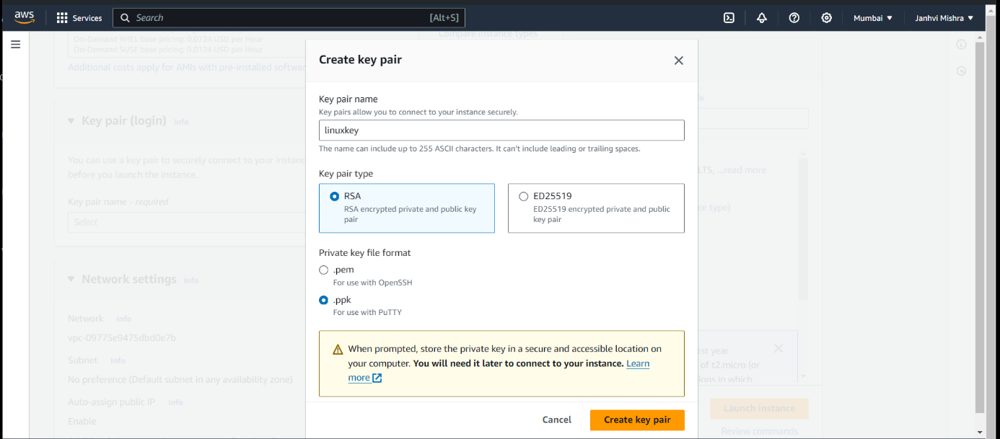 aws
Services
Search
[Alt+S]
Mumbai
Janhvi Mishra
On-Demand RHEL base pricing: 0.0724 USD per Hour
On-Demand SUSE base pricing: 0.0124 USD per Hour
Compare instance types
Additional costs apply for AMIs with pre-installed softwar
Key pair (login) Info
You can use a key pair to securely connect to your instanc
before you launch the instance.
Key pair name - required
Select
Network settings Info
Network Info
vpc-09775e9475dbd0e7b
Subnet Info
No preference (Default subnet in any availability zone)
Auto-assign public IP Info
Enable
Create key pair
Key pair name
Key pairs allow you to connect to your instance securely.
linuxkey
The name can include up to 255 ASCII characters. It can't include leading or trailing spaces.
Key pair type
RSA
RSA encrypted private and public key
pair
ED25519
ED25519 encrypted private and public
key pair
Private key file format
.pem
For use with OpenSSH
.ppk
For use with PuTTY
When prompted, store the private key in a secure and accessible location on
your computer. You will need it later to connect to your instance. Learn
more
Cancel
Create key pair
fo
LTS, ...read more
ce type)
rst year
of t2.micro (or
ions in which
Launch instance
Review commands